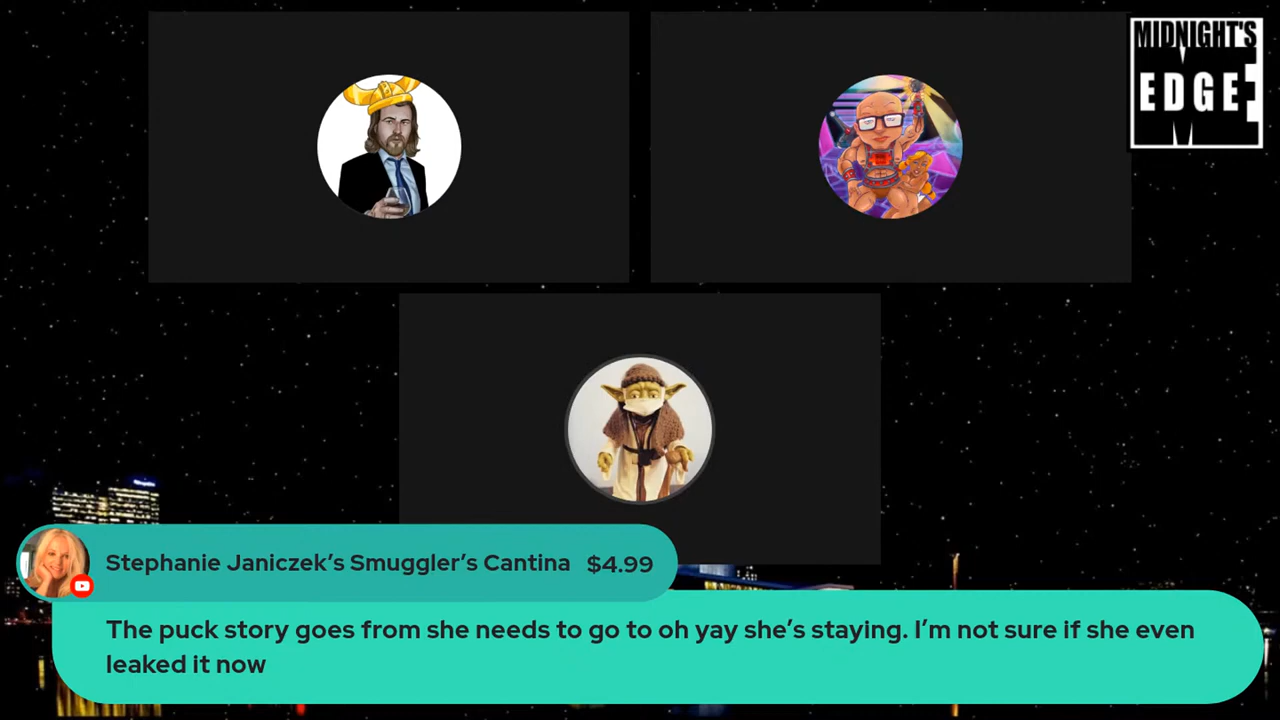 MIDNIGHT'S
EDGE
Stephanie Janiczek’s Smuggler’s Cantina $4.99
The puck story goes from she needs to go to oh yay she’s staying. I’m not sure if she even
leaked it now